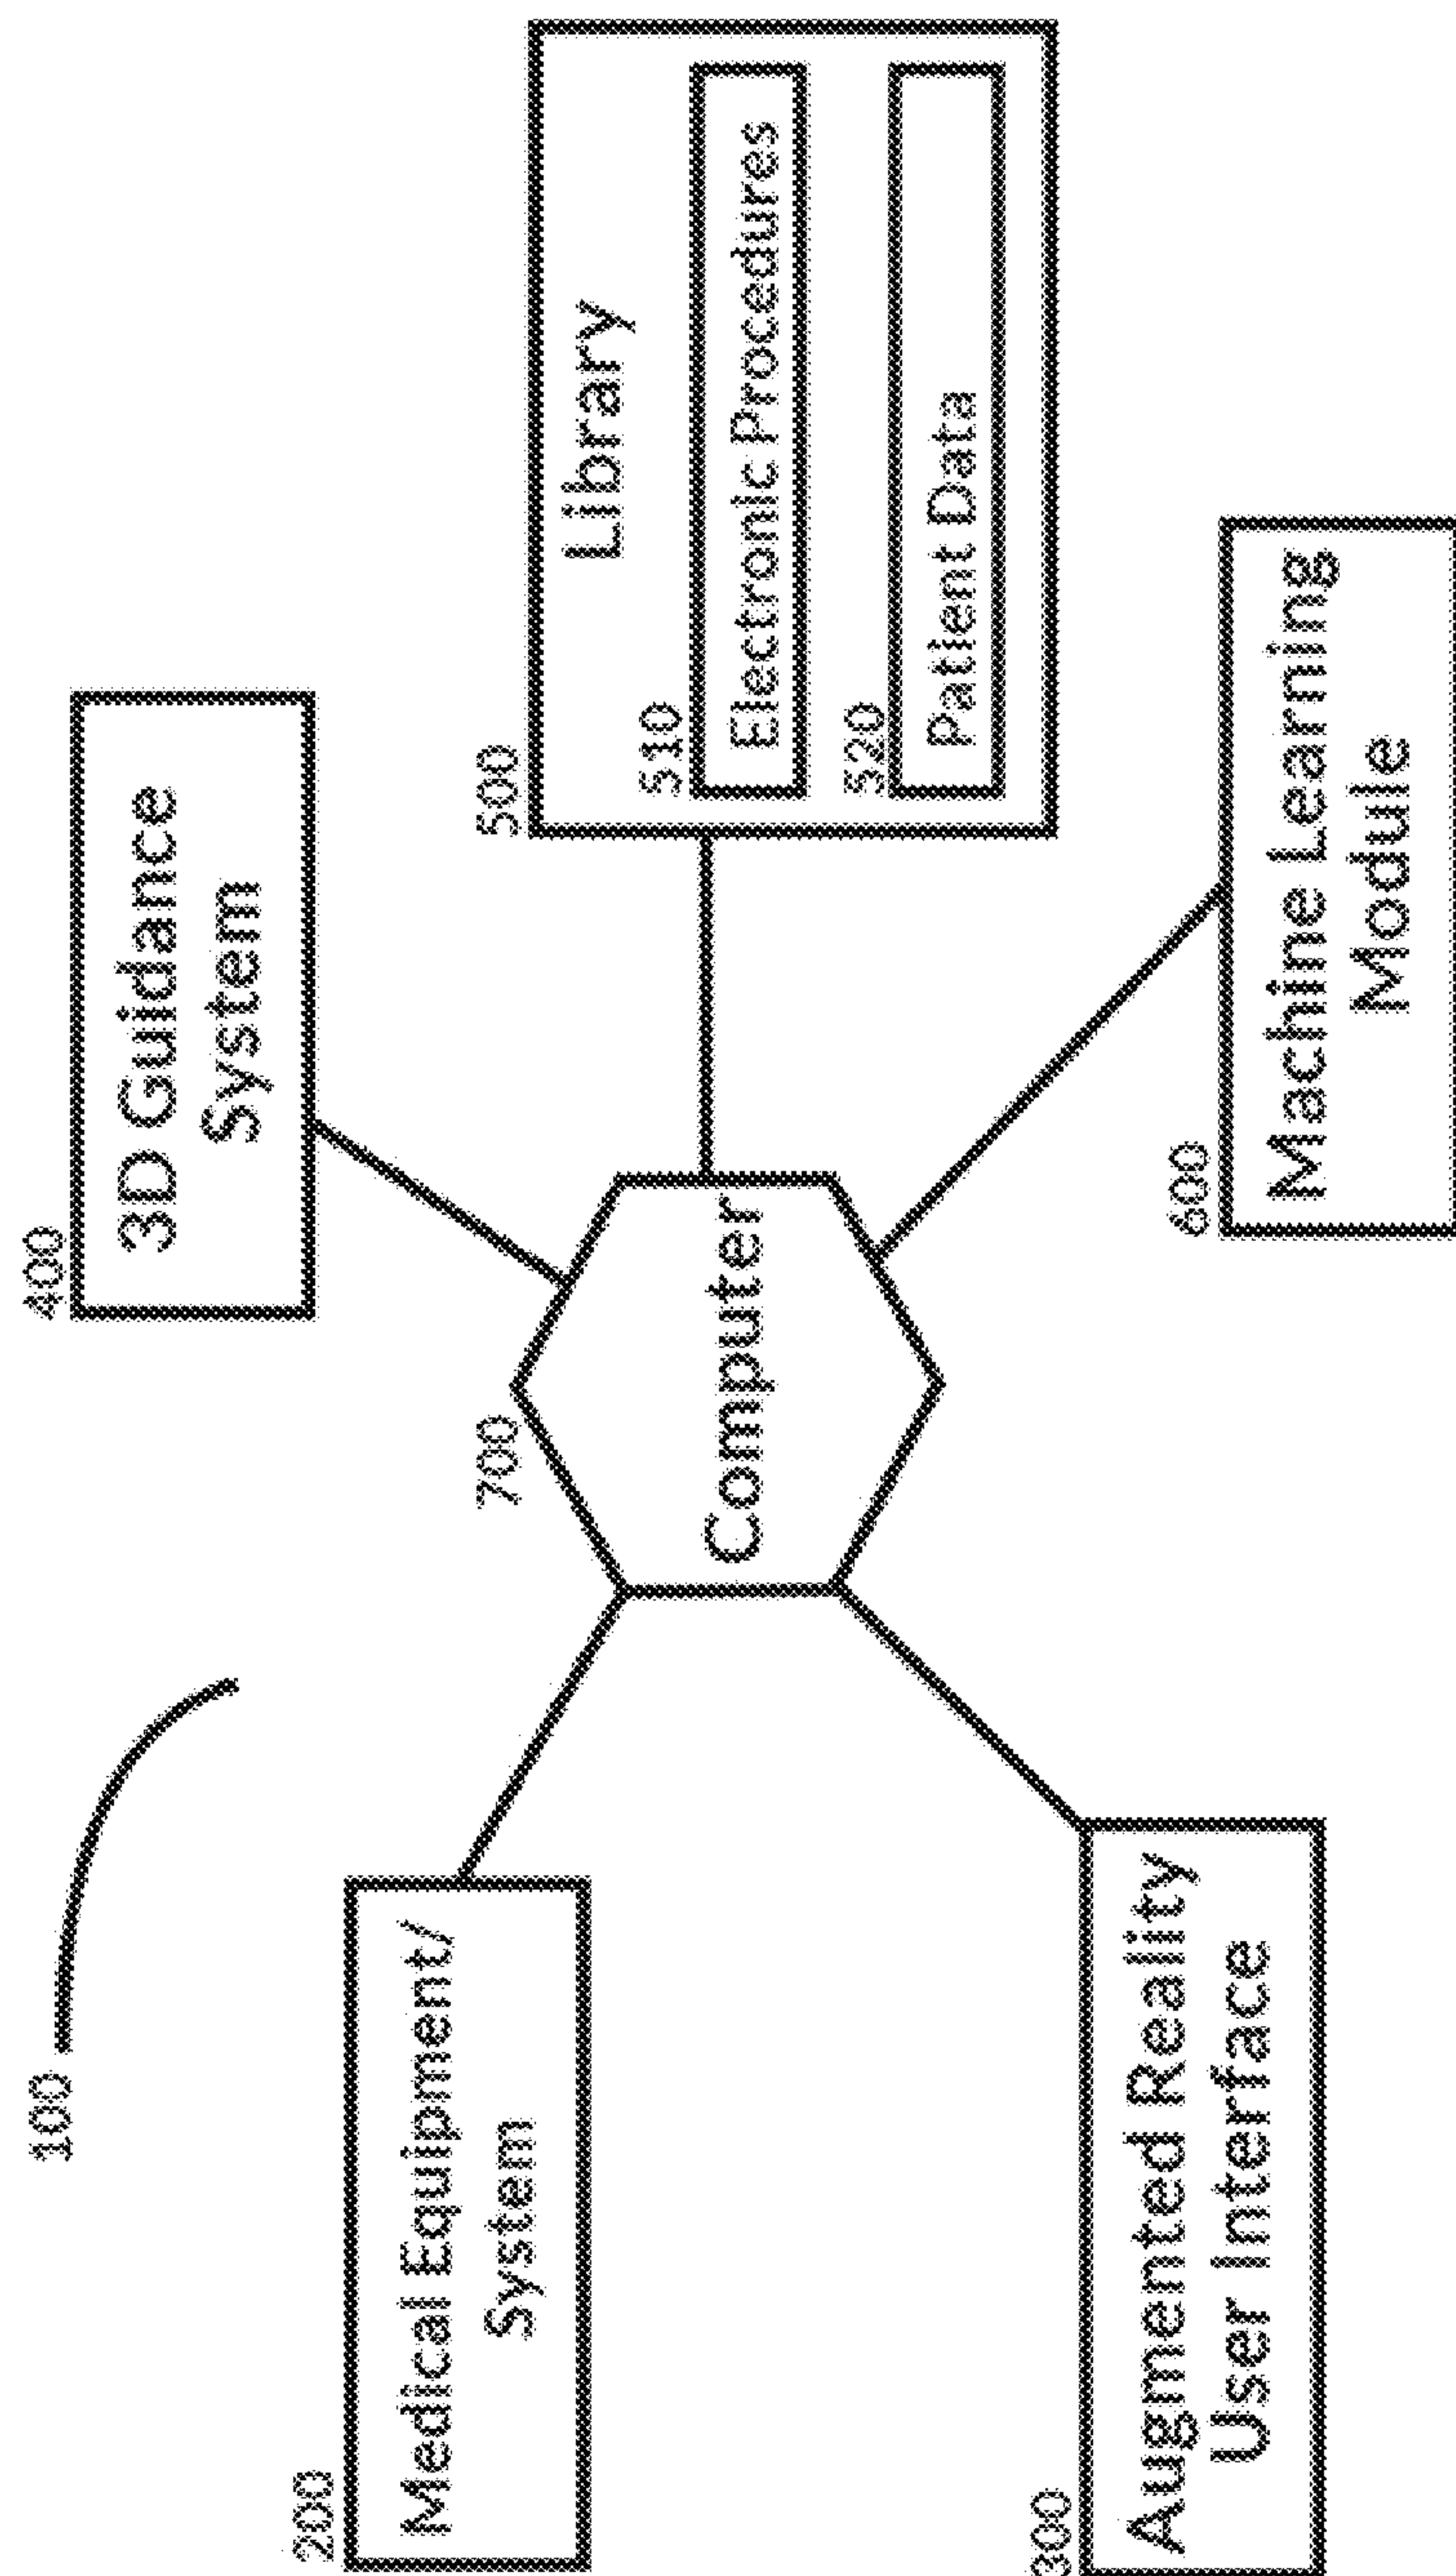 100
400
3D Guidance
System
200
Medical Equipment/
System
700
Computer
500
Library
510
Electronic Procedures
520
Patient Data
300
Augmented Reality
User Interface
600
Machine Learning
Module